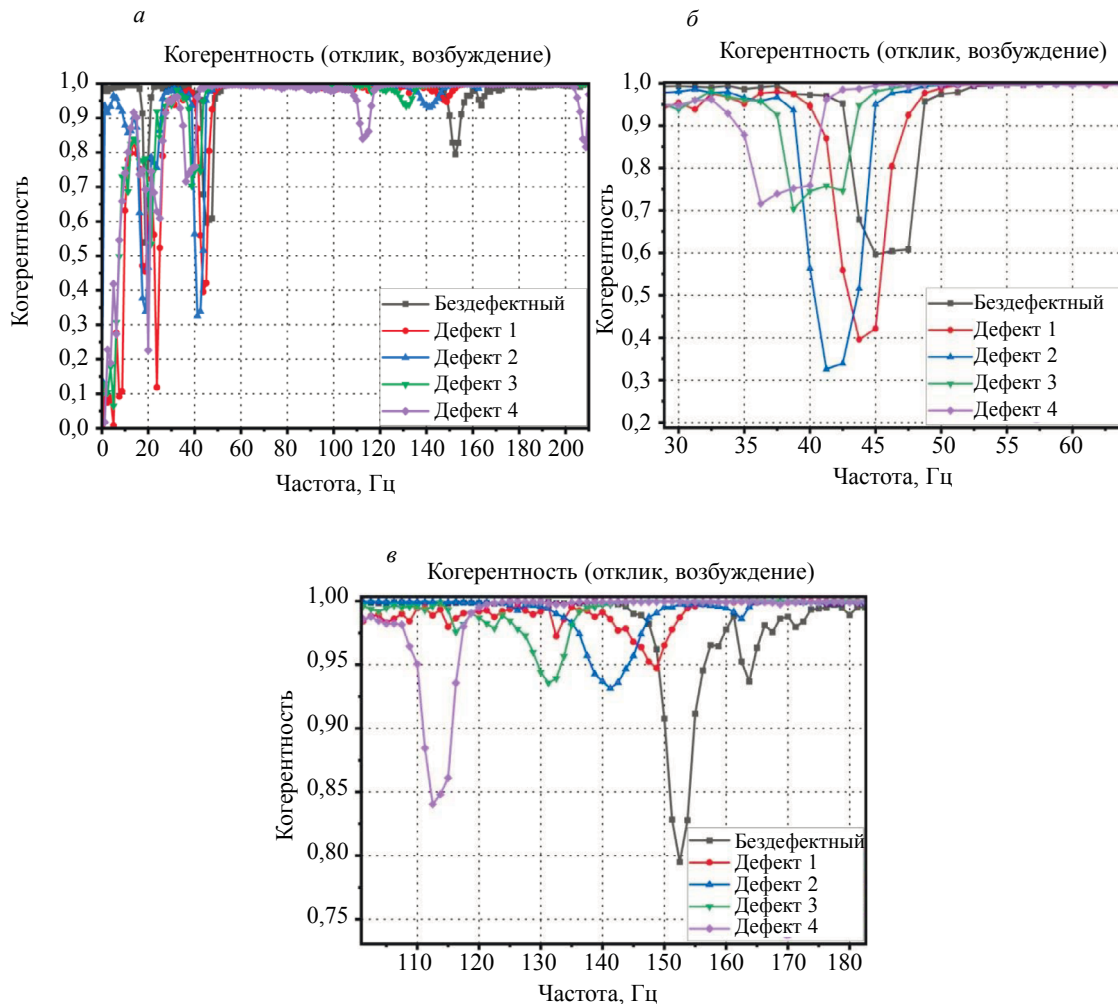 а
Когерентность (отклик, возбуждение)
Когерентность
1,0
0,9
0,8
0,7
0,6
0,5
0,4
0,3
0,2
0,1
0,0
0 20 40 60 80 100 120 140 160 180 200
Частота, Гц
Бездефектный
Дефект 1
Дефект 2
Дефект 3
Дефект 4
б
Когерентность (отклик, возбуждение)
Когерентность
1,0
0,9
0,8
0,7
0,6
0,5
0,4
0,3
0,2
30 35 40 45 50 55 60
Частота, Гц
Бездефектный
Дефект 1
Дефект 2
Дефект 3
Дефект 4
в
Когерентность (отклик, возбуждение)
Когерентность
1,00
0,95
0,90
0,85
0,80
0,75
110 120 130 140 150 160 170 180
Частота, Гц
Бездефектный
Дефект 1
Дефект 2
Дефект 3
Дефект 4